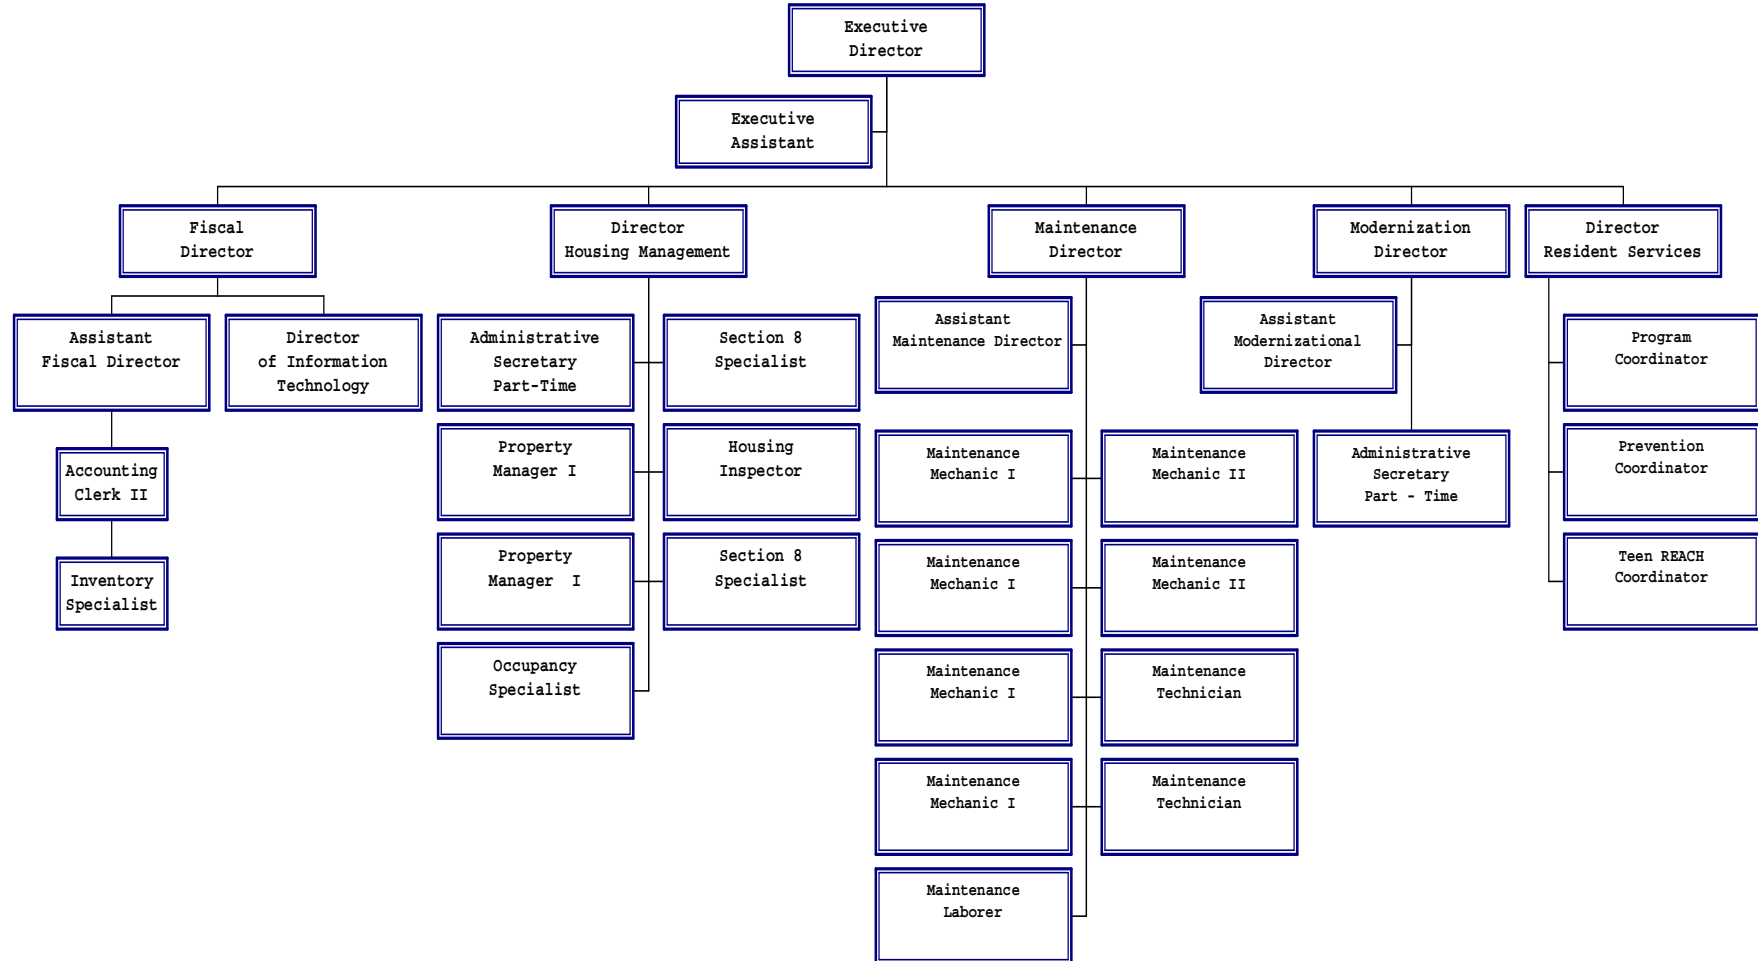 Executive
Director
Executive
Assistant
Fiscal
Director
Director
Housing Management
Maintenance
Director
Modernization
Director
Director
Resident Services
Assistant
Fiscal Director
Director
of Information
Technology
Accounting
Clerk II
Inventory
Specialist
Administrative
Secretary
Part-Time
Section 8
Specialist
Property
Manager I
Housing
Inspector
Property
Manager  I
Section 8
Specialist
Occupancy
Specialist
Assistant
Maintenance Director
Maintenance
Mechanic I
Maintenance
Mechanic II
Maintenance
Mechanic I
Maintenance
Mechanic II
Maintenance
Mechanic I
Maintenance
Technician
Maintenance
Mechanic I
Maintenance
Technician
Maintenance
Laborer
Assistant
Modernizational
Director
Administrative
Secretary
Part - Time
Program
Coordinator
Prevention
Coordinator
Teen REACH
Coordinator